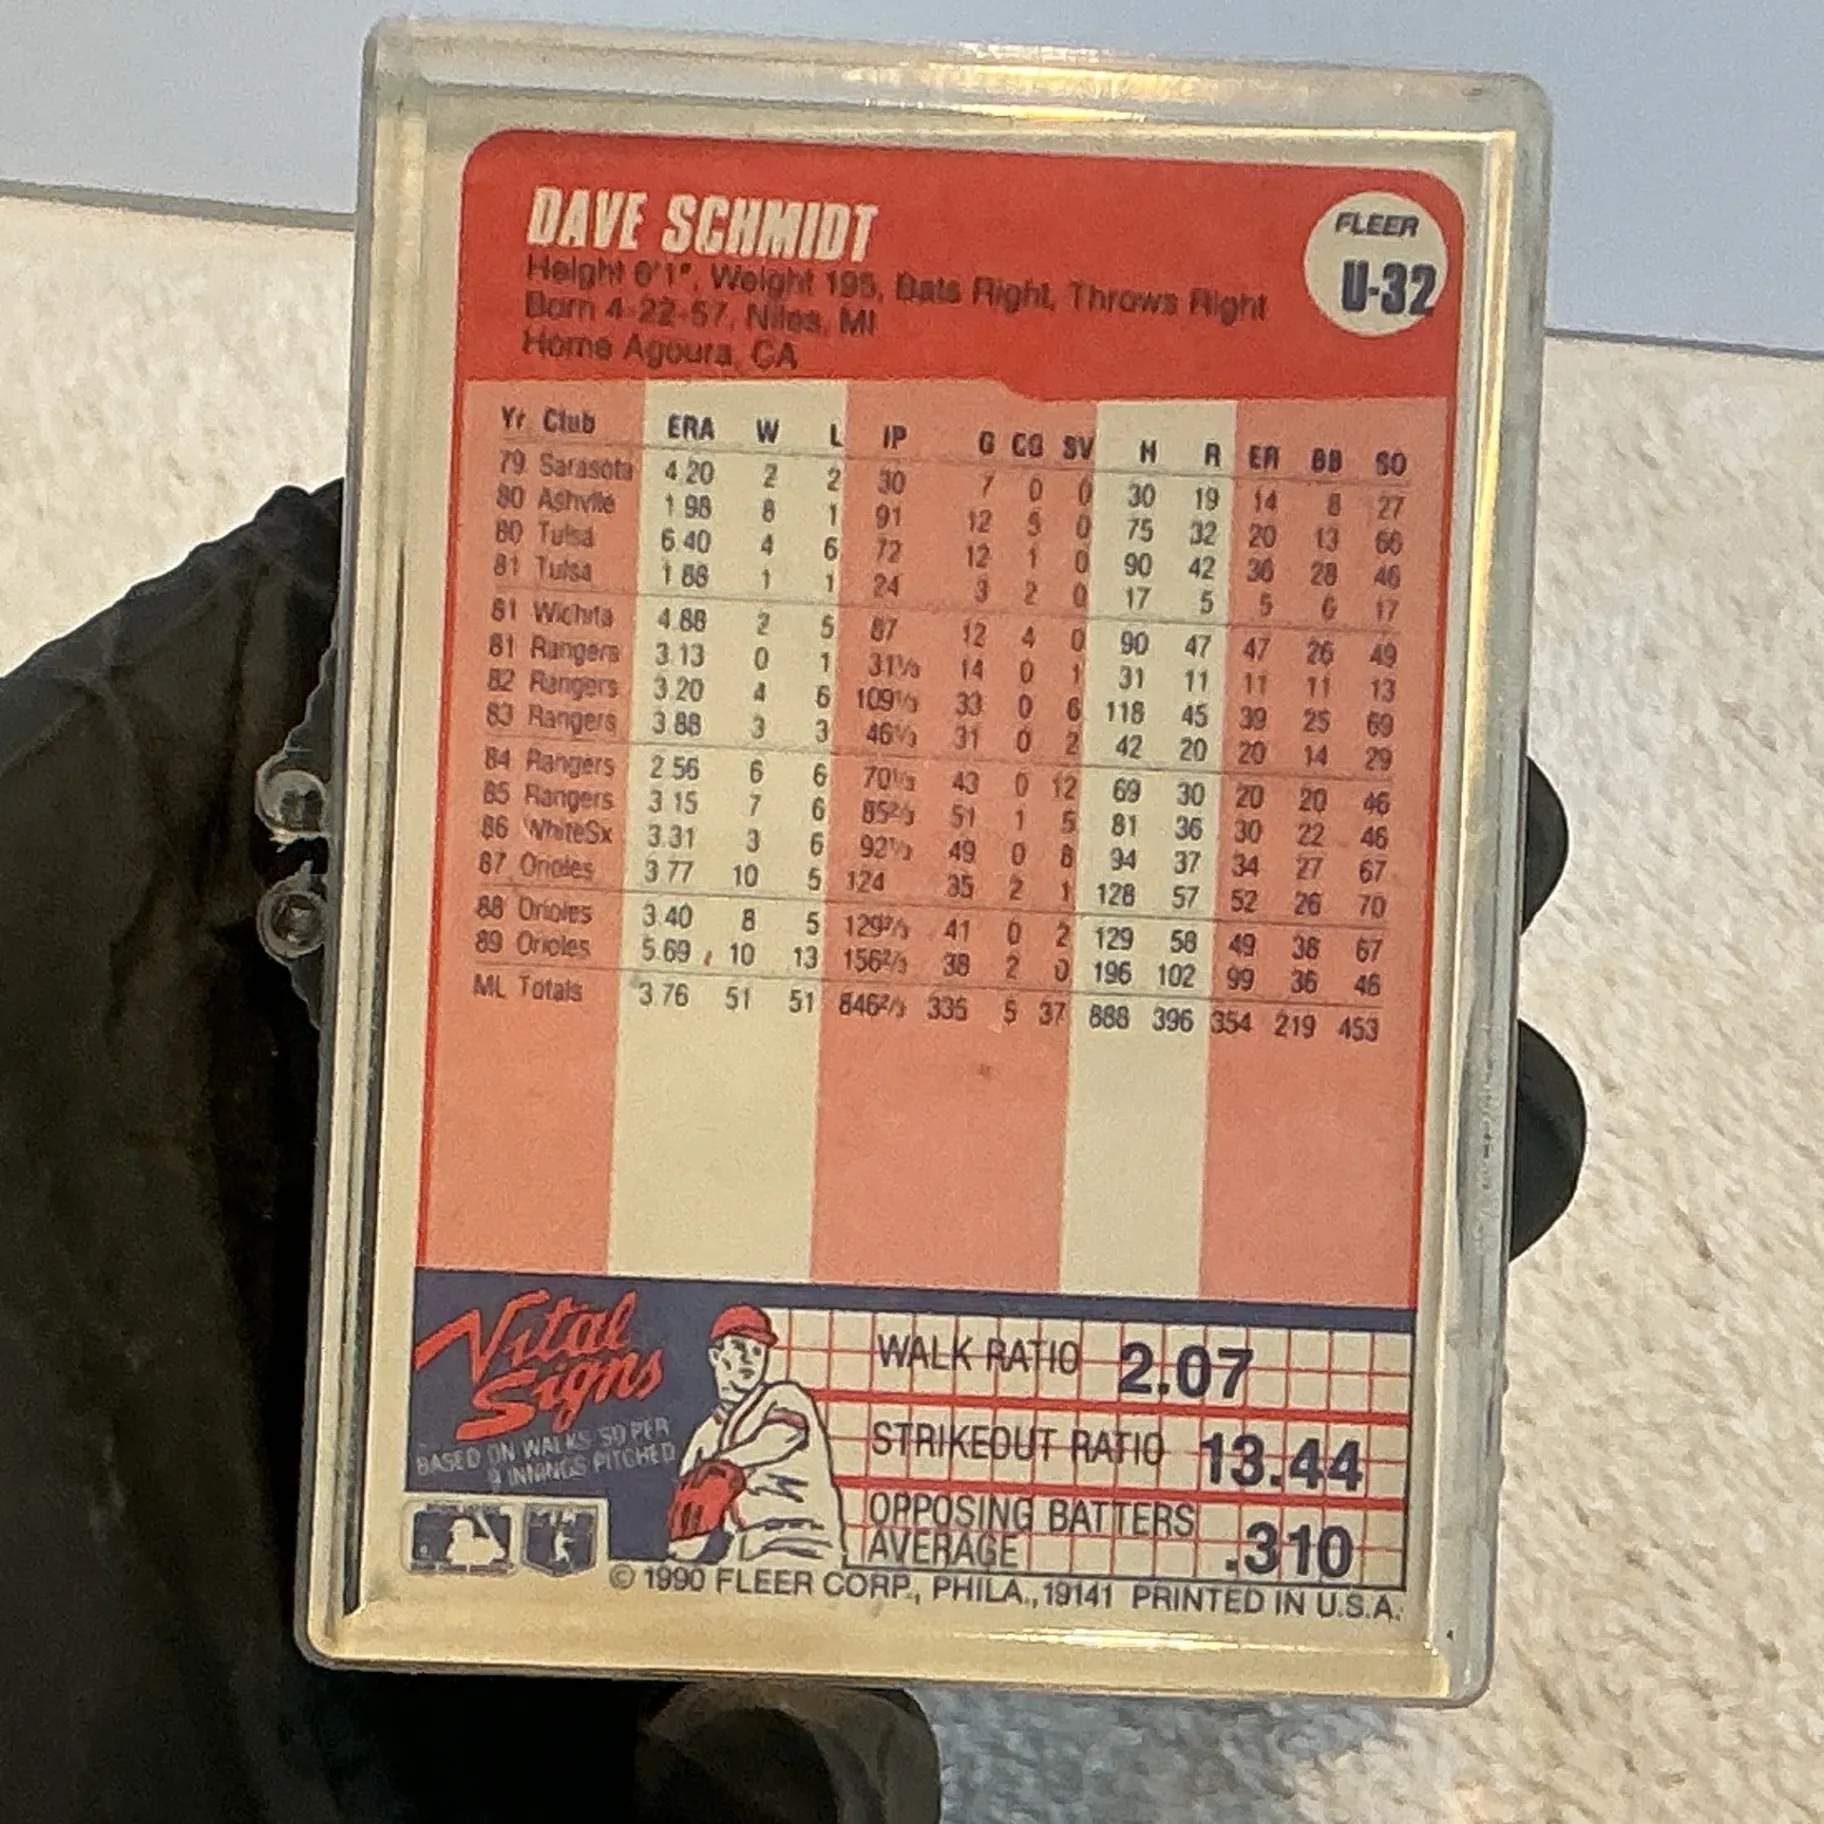 DAVE SCHMIDT
FLEER
U-32
Height 6'1", Weight 195, Bats Right, Throws Right
Born 4-22-57, Niles, MI
Home Agoura, CA
Yr Club ERA W L IP G CG SV H R ER BB SO
79 Sarasota 4.20 2 2 30 7 0 0 30 19 14 8 27
80 Ashvlle 1.98 8 1 91 12 5 0 75 32 20 13 66
80 Tulsa 6.40 4 6 72 12 1 0 90 42 36 28 46
81 Tulsa 1.88 1 1 24 3 2 0 17 5 5 6 17
81 Wichita 4.88 2 5 87 12 4 0 90 47 47 26 49
81 Rangers 3.13 0 1 31 14 0 1 31 11 11 11 13
82 Rangers 3.20 4 6 109 33 0 6 118 45 39 25 69
83 Rangers 3.88 3 3 46 31 0 2 42 20 20 14 29
84 Rangers 2.56 6 6 70 43 0 12 69 30 20 20 46
85 Rangers 3.15 7 6 85⅔ 51 1 5 81 36 30 22 46
86 WhiteSx 3.31 3 6 92⅓ 49 0 8 94 37 34 27 67
87 Orioles 3.77 10 5 124 35 2 1 128 57 52 26 70
88 Orioles 3.40 8 5 129⅔ 41 0 2 129 58 49 38 67
89 Orioles 5.69 10 13 156⅔ 38 2 0 196 102 99 36 46
ML Totals 3.76 51 51 846⅔ 335 5 37 888 396 354 219 453
Vital
Signs
BASED ON WALKS SO PER
9 INNINGS PITCHED
WALK RATIO 2.07
STRIKEOUT RATIO 13.44
OPPOSING BATTERS
AVERAGE .310
© 1990 FLEER CORP., PHILA., 19141 PRINTED IN U.S.A.